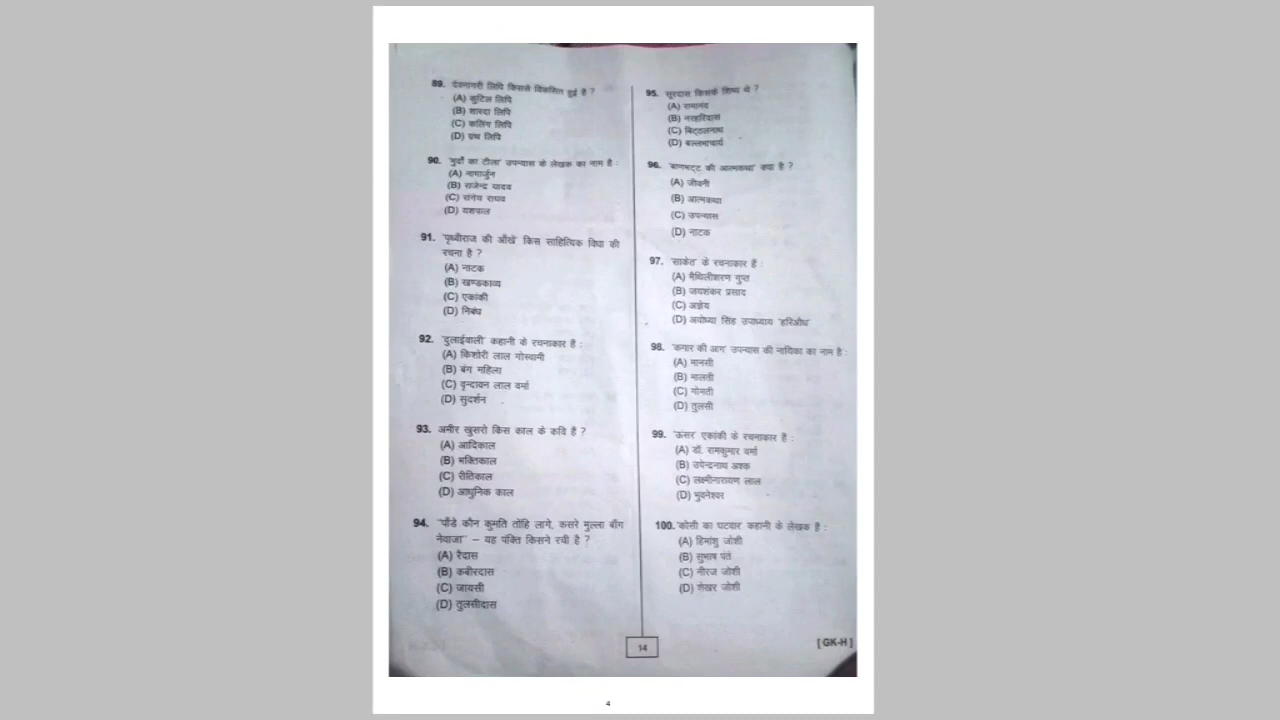 89. देवनागरी लिपि किससे विकसित हुई है ?
(A) कुटिल लिपि
(B) शारदा लिपि
(C) कलिंग लिपि
(D) ग्रंथ लिपि
90. 'मुर्दों का टीला' उपन्यास के लेखक का नाम है :
(A) नागार्जुन
(B) राजेन्द्र यादव
(C) रांगेय राघव
(D) यशपाल
91. 'पृथ्वीराज की आँखें' किस साहित्यिक विधा की
रचना है ?
(A) नाटक
(B) खण्डकाव्य
(C) एकांकी
(D) निबंध
92. 'दुलाईवाली' कहानी के रचनाकार हैं :
(A) किशोरी लाल गोस्वामी
(B) बंग महिला
(C) वृन्दावन लाल वर्मा
(D) सुदर्शन
93. अमीर खुसरो किस काल के कवि हैं ?
(A) आदिकाल
(B) भक्तिकाल
(C) रीतिकाल
(D) आधुनिक काल
94. "पाँडे कौन कुमति तोहि लागे, कसरे मुल्ला बाँग
नेवाजा" – यह पंक्ति किसने रची है ?
(A) रैदास
(B) कबीरदास
(C) जायसी
(D) तुलसीदास
95. सूरदास किसके शिष्य थे ?
(A) रामानंद
(B) नरहरिदास
(C) बिट्ठलनाथ
(D) बल्लभाचार्य
96. 'बाणभट्ट की आत्मकथा' क्या है ?
(A) जीवनी
(B) आत्मकथा
(C) उपन्यास
(D) नाटक
97. 'साकेत' के रचनाकार हैं :
(A) मैथिलीशरण गुप्त
(B) जयशंकर प्रसाद
(C) अज्ञेय
(D) अयोध्या सिंह उपाध्याय 'हरिऔध'
98. 'कगार की आग' उपन्यास की नायिका का नाम है :
(A) मानसी
(B) मालती
(C) गोमती
(D) तुलसी
99. 'ऊसर' एकांकी के रचनाकार हैं :
(A) डॉ. रामकुमार वर्मा
(B) उपेन्द्रनाथ अश्क
(C) लक्ष्मीनारायण लाल
(D) भुवनेश्वर
100. 'कोसी का घटवार' कहानी के लेखक हैं :
(A) हिमांशु जोशी
(B) सुभाष पंत
(C) नीरज जोशी
(D) शेखर जोशी
14
[ GK-H ]
4